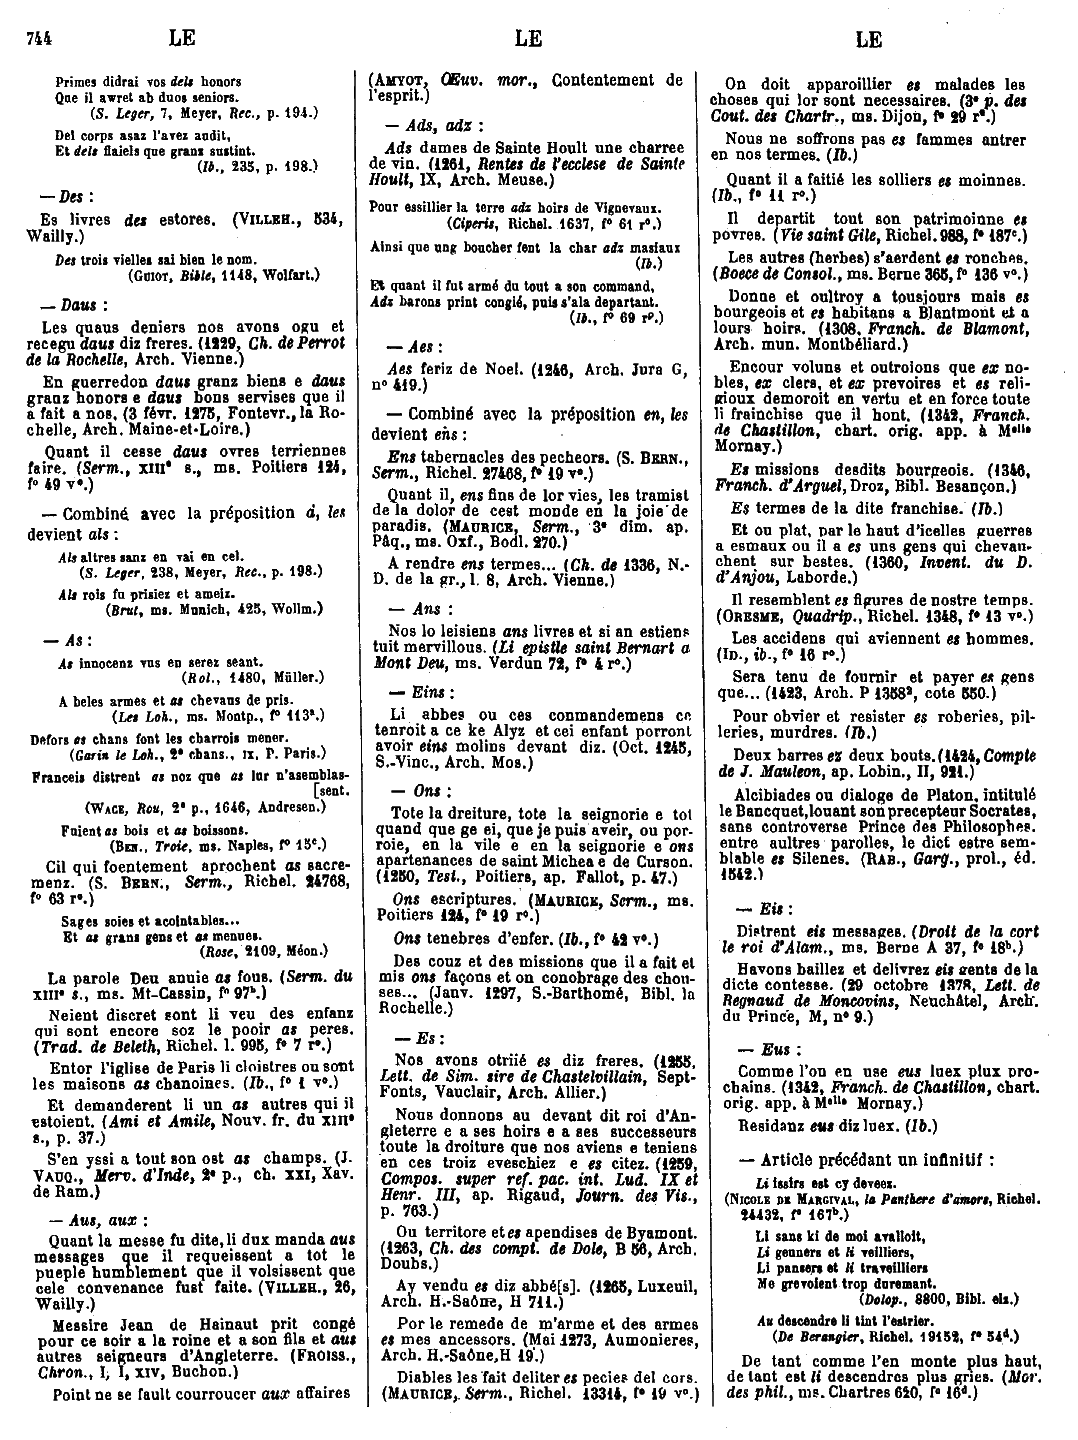 744 LE LE LE
Primes didrai vos dels honors
Que il awret ab duos seniors.
(S. Leger, 7, Meyer, Rec., p. 194.)
Del corps asaz l'avez audit,
Et dels flaiels que grans sustint.
(Ib., 235, p. 198.)
— Des :
Es livres des estores. (VILLEH., 534,
Wailly.)
Des trois vielles sai bien le nom.
(GUIOT, Bible, 1148, Wolfart.)
— Daus :
Les quaus deniers nos avons ogu et
recegu daus diz freres. (1229, Ch. de Perrot
de la Rochelle, Arch. Vienne.)
En guerredon daus granz biens e daus
granz honors e daus bons servises que il
a fait a nos. (3 févr. 1275, Fontevr., la Ro-
chelle, Arch. Maine-et-Loire.)
Quant il cesse daus ovres terriennes
faire. (Serm., XIIIe s., ms. Poitiers 124,
fo 49 vo.)
— Combiné avec la préposition à, les
devient als :
Als altres sanz en vai en cel.
(S. Leger, 238, Meyer, Rec., p. 198.)
Als rois fu prisiez et ameiz.
(Brut, ms. Munich, 425, Wollm.)
— As :
As innocenz vus en serez seant.
(Rol., 1480, Müller.)
A beles armes et as chevaus de pris.
(Les Loh., ms. Montp., fo 113a.)
Defors es chans font les charrois mener.
(Garin le Loh., 2e chans., IX, P. Paris.)
Franceis distrent as noz que as lur n'asemblas-
[sent.
(WACE, Rou, 2e p., 1646, Andresen.)
Fuient as bois et as boissons.
(BEN., Troie, ms. Naples, fo 15c.)
Cil qui foentement aprochent as sacre-
menz. (S. BERN., Serm., Richel. 24768,
fo 63 ro.)
Sages soies et acointables...
Et as grans gens et as menues.
(Rose, 2109, Méon.)
La parole Deu anuie as fous. (Serm. du
XIIIe s., ms. Mt-Cassin, fo 97b.)
Neient discret sont li veu des enfanz
qui sont encore soz le pooir as peres.
(Trad. de Beleth, Richel. l. 995, fo 7 ro.)
Entor l'iglise de Paris li cloistres ou sont
les maisons as chanoines. (Ib., fo 1 vo.)
Et demanderent li un as autres qui il
estoient. (Ami et Amile, Nouv. fr. du XIIIe
s., p. 37.)
S'en yssi a tout son ost as champs. (J.
VAUQ., Merv. d'Inde, 2e p., ch. XXI, Xav.
de Ram.)
— Aus, aux :
Quant la messe fu dite, li dux manda aus
messages que il requeissent a tot le
pueple humblement que il volsissent que
cele convenance fust faite. (VILLEH., 26,
Wailly.)
Messire Jean de Hainaut prit congé
pour ce soir a la roine et a son fils et aus
autres seigneurs d'Angleterre. (FROISS.,
Chron., I, I, XIV, Buchon.)
Point ne se fault courroucer aux affaires
(AMYOT, Œuv. mor., Contentement de
l'esprit.)
— Ads, adz :
Ads dames de Sainte Hoult une charree
de vin. (1261, Rentes de l'ecclese de Sainte
Hoult, IX, Arch. Meuse.)
Pour essillier la terre adz hoirs de Vignevaux.
(Ciperis, Richel. 1637, fo 61 ro.)
Ainsi que ung boucher fent la char adz masiaux
(Ib.)
Et quant il fut armé du tout a son command,
Adz barons print congié, puis s'ala departant.
(Ib., fo 69 ro.)
— Aes :
Aes feriz de Noel. (1246, Arch. Jura G,
no 419.)
— Combiné avec la préposition en, les
devient ens :
Ens tabernacles des pecheors. (S. BERN.,
Serm., Richel. 27468, fo 19 vo.)
Quant il, ens fins de lor vies, les tramist
de la dolor de cest monde en la joie de
paradis. (MAURICE, Serm., 3e dim. ap.
Pâq., ms. Oxf., Bodl. 270.)
A rendre ens termes... (Ch. de 1336, N.-
D. de la gr., l. 8, Arch. Vienne.)
— Ans :
Nos lo leisiens ans livres et si an estiens
tuit mervillous. (Li epistle saint Bernart a
Mont Deu, ms. Verdun 72, fo 4 ro.)
— Eins :
Li abbes ou ces conmandemens ce
tenroit a ce ke Alyz et cei enfant porront
avoir eins molins devant diz. (Oct. 1245,
S.-Vinc., Arch. Mos.)
— Ons :
Tote la dreiture, tote la seignorie e tot
quand que ge ei, que je puis aveir, ou por-
roie, en la vile e en la seignorie e ons
apartenances de saint Michea e de Curson.
(1250, Test., Poitiers, ap. Fallot, p. 47.)
Ons escriptures. (MAURICE, Serm., ms.
Poitiers 124, fo 19 ro.)
Ons tenebres d'enfer. (Ib., fo 42 vo.)
Des couz et des missions que il a fait et
mis ons façons et on conobrage des chou-
ses... (Janv. 1297, S.-Barthomé, Bibl. la
Rochelle.)
— Es :
Nos avons otrié es diz freres. (1255,
Lett. de Sim. sire de Chastelvillain, Sept-
Fonts, Vauclair, Arch. Allier.)
Nous donnons au devant dit roi d'An-
gleterre e a ses hoirs e a ses successeurs
toute la droiture que nos aviens e teniens
en ces troiz eveschiez e es citez. (1259,
Compos. super ref. pac. int. Lud. IX et
Henr. III, ap. Rigaud, Journ. des Vis.,
p. 763.)
Ou territore et es apendises de Byamont.
(1263, Ch. des compt. de Dole, B 56, Arch.
Doubs.)
Ay vendu es diz abbé[s]. (1265, Luxeuil,
Arch. H.-Saône, H 711.)
Por le remede de m'arme et des armes
es mes ancessors. (Mai 1273, Aumonieres,
Arch. H.-Saône, H 19.)
Diables les fait deliter es pecies del cors.
(MAURICE, Serm., Richel. 13314, fo 19 vo.)
On doit apparoillier es malades les
choses qui lor sont necessaires. (3e p. des
Cout. des Chartr., ms. Dijon, fo 29 ro.)
Nous ne soffrons pas es fammes antrer
en nos termes. (Ib.)
Quant il a faitié les solliers es moinnes.
(Ib., fo 11 ro.)
Il departit tout son patrimoinne es
povres. (Vie saint Gile, Richel. 988, fo 187c.)
Les autres (herbes) s'aerdent es ronches.
(Boece de Consol., ms. Berne 365, fo 136 vo.)
Donne et oultroy a tousjours mais es
bourgeois et es habitans a Blantmont et a
lours hoirs. (1308, Franch. de Blamont,
Arch. mun. Montbéliard.)
Encour voluns et outroions que ex no-
bles, ex clers, et ex prevoires et es reli-
gioux demoroit en vertu et en force toute
li frainchise que il hont. (1342, Franch.
de Chastillon, chart. orig. app. à Melle
Mornay.)
Es missions desdits bourgeois. (1346,
Franch. d'Arguel, Droz, Bibl. Besançon.)
Es termes de la dite franchise. (Ib.)
Et ou plat, par le haut d'icelles guerres
a esmaux ou il a es uns gens qui chevau-
chent sur bestes. (1360, Invent. du D.
d'Anjou, Laborde.)
Il resemblent es figures de nostre temps.
(ORESME, Quadrip., Richel. 1348, fo 13 vo.)
Les accidens qui aviennent es hommes.
(ID., ib., fo 16 ro.)
Sera tenu de fournir et payer es gens
que... (1423, Arch. P 1358², cote 550.)
Pour obvier et resister es roberies, pil-
leries, murdres. (Ib.)
Deux barres ez deux bouts. (1424, Compte
de J. Mauleon, ap. Lobin., II, 921.)
Alcibiades ou dialoge de Platon, intitulé
le Bancquet, louant son precepteur Socrates,
sans controverse Prince des Philosophes,
entre aultres parolles, le dict estre sem-
blable es Silenes. (RAB., Garg., prol., éd.
1542.)
— Eis :
Distrent eis messages. (Droit de la cort
le roi d'Alam., ms. Berne A 37, fo 18b.)
Havons baillez et delivrez eis gents de la
dicte contesse. (29 octobre 1378, Lett. de
Regnaud de Moncovins, Neuchâtel, Arch.
du Prince, M, no 9.)
— Eus :
Comme l'on en use eus luex plux pro-
chains. (1342, Franch. de Chastillon, chart.
orig. app. à Melle Mornay.)
Residanz eus diz luex. (Ib.)
— Article précédant un infinitif :
Li issirs est cy deveez.
(NICOLE DE MARGIVAL, la Panthere d'amors, Richel.
24432, fo 167b.)
Li sans ki de moi avalloit,
Li genners et li veilliers,
Li pansers et li traveilliers
Me grevoient trop durement.
(Dolop., 8800, Bibl. elz.)
Au descendre li tint l'estrier.
(De Berangier, Richel. 19152, fo 54d.)
De tant comme l'en monte plus haut,
de tant est li descendres plus gries. (Mor.
des phil., ms. Chartres 620, fo 16d.)